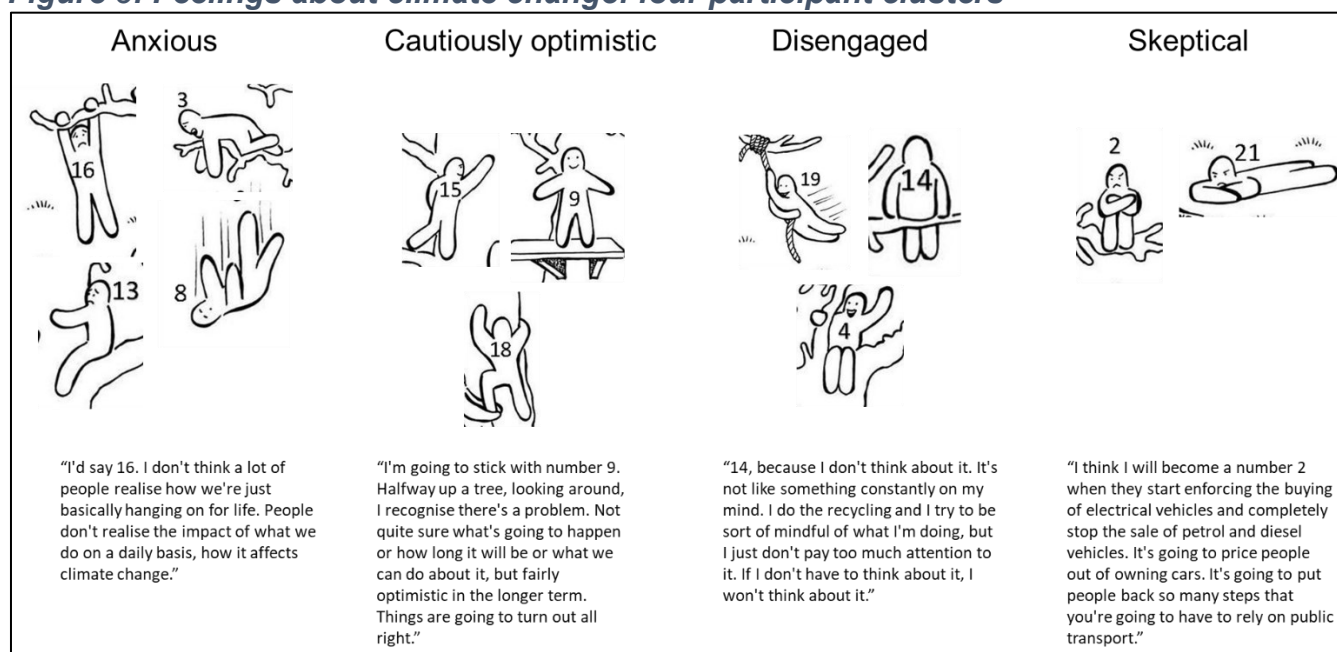 Figure 5: Feelings about climate change: four participant clusters
Anxious
Cautiously optimistic
Disengaged
Skeptical
16
3
13
8
15
9
18
19
14
4
2
21
“I'd say 16. I don't think a lot of
people realise how we're just
basically hanging on for life. People
don't realise the impact of what we
do on a daily basis, how it affects
climate change.”
“I'm going to stick with number 9.
Halfway up a tree, looking around,
I recognise there's a problem. Not
quite sure what's going to happen
or how long it will be or what we
can do about it, but fairly
optimistic in the longer term.
Things are going to turn out all
right.”
“14, because I don't think about it. It's
not like something constantly on my
mind. I do the recycling and I try to be
sort of mindful of what I'm doing, but
I just don't pay too much attention to
it. If I don't have to think about it, I
won't think about it.”
“I think I will become a number 2
when they start enforcing the buying
of electrical vehicles and completely
stop the sale of petrol and diesel
vehicles. It's going to price people
out of owning cars. It's going to put
people back so many steps that
you're going to have to rely on public
transport.”